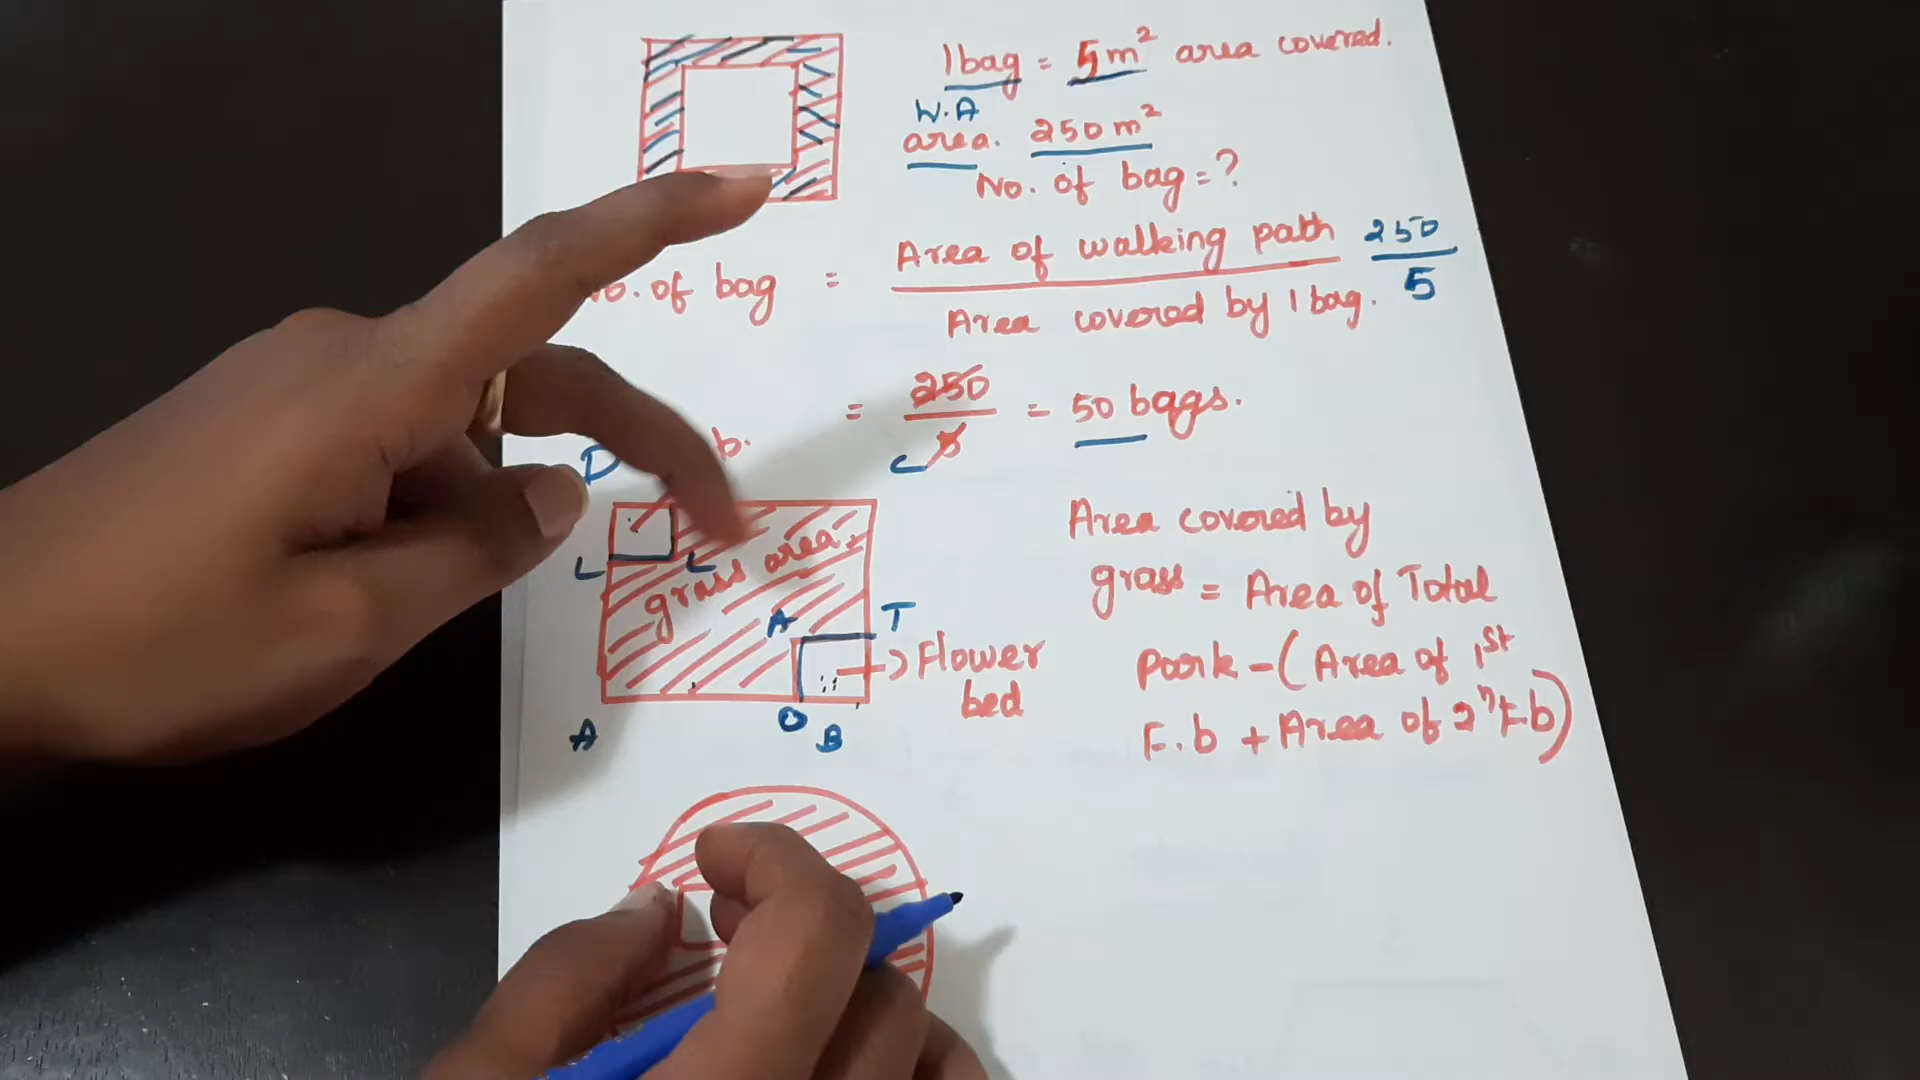 1bag = 5m² area covered.
W.A
area. 250m²
No. of bag=?
No. of bag = Area of walking path / Area covered by 1 bag. 250/5
= 250/5 = 50 bags.
D b.
L L grass area.
A T
Flower
bed
A O B
Area covered by
grass = Area of Total
Park - (Area of 1st
F.b + Area of 2n F.b)